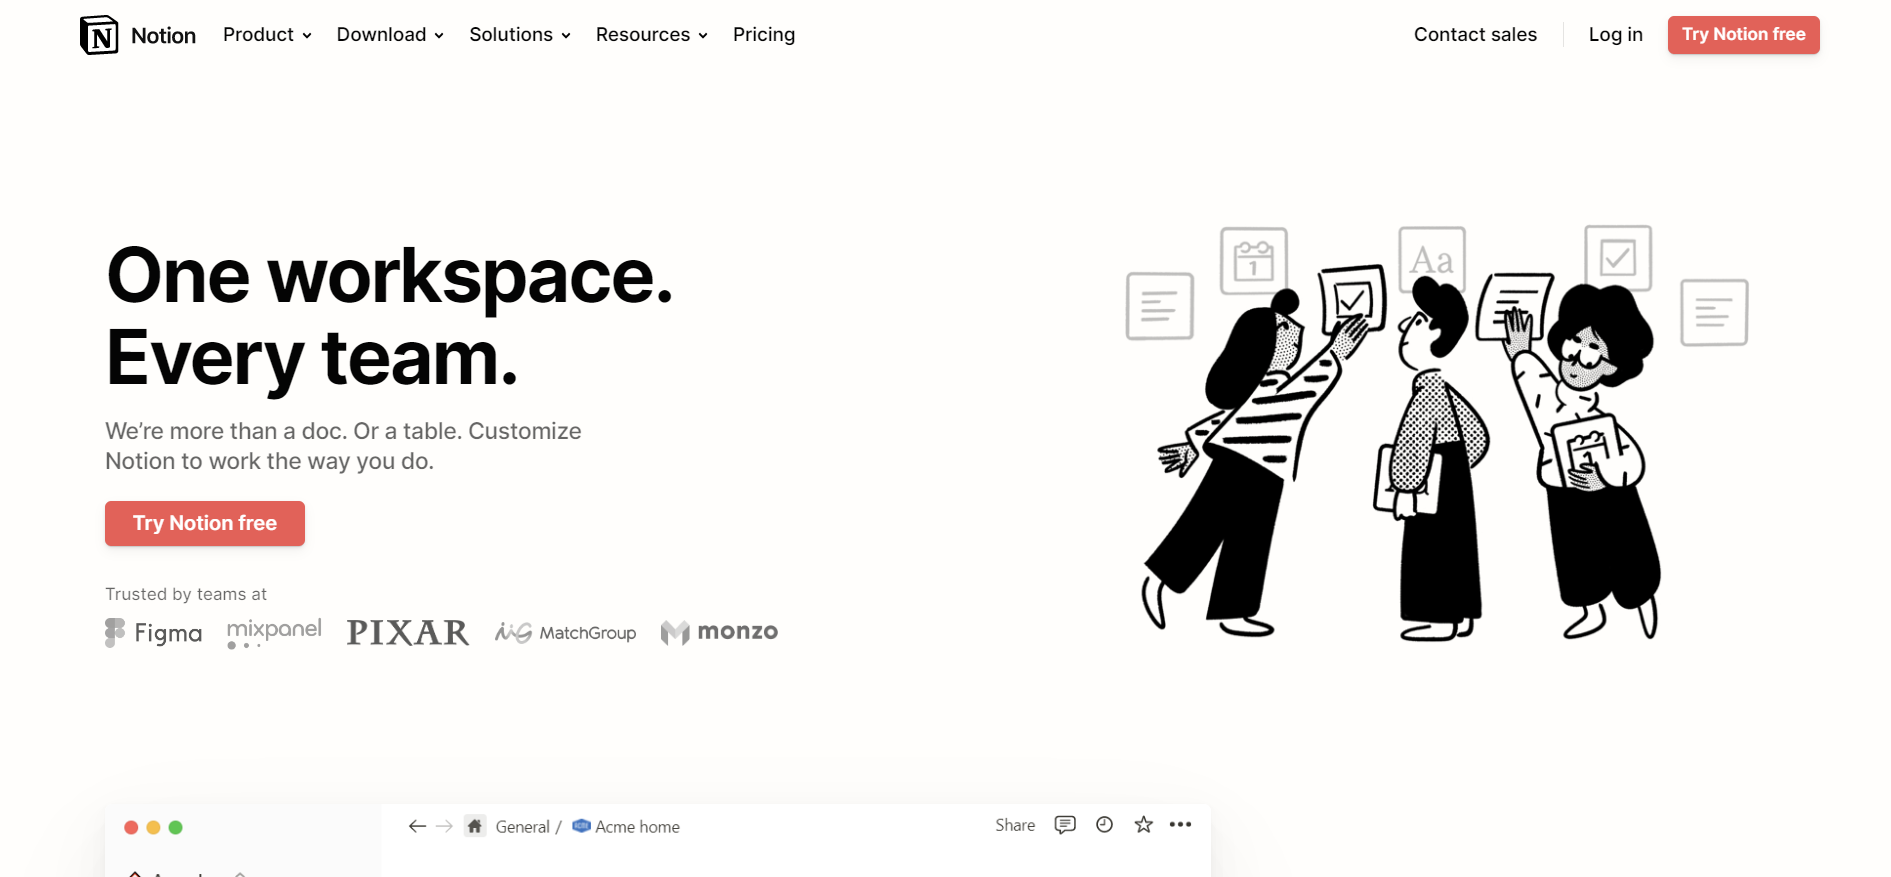 Notion
Product
Download
Solutions
Resources
Pricing
Contact sales
Log in
Try Notion free
One workspace.
Every team.
We’re more than a doc. Or a table. Customize
Notion to work the way you do.
Try Notion free
Trusted by teams at
Figma
mixpanel
PIXAR
MatchGroup
monzo
1
Aa
1
General / ACME Acme home
Share